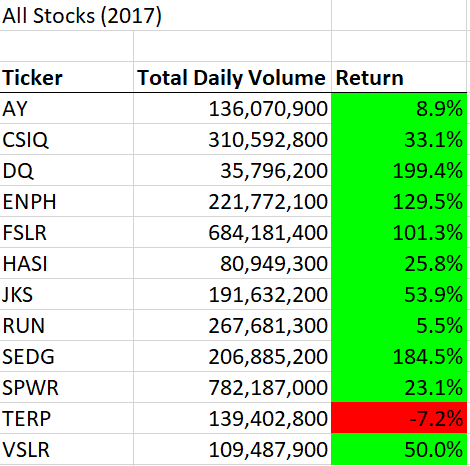 All Stocks (2017)
Ticker Total Daily Volume Return
AY 136,070,900 8.9%
CSIQ 310,592,800 33.1%
DQ 35,796,200 199.4%
ENPH 221,772,100 129.5%
FSLR 684,181,400 101.3%
HASI 80,949,300 25.8%
JKS 191,632,200 53.9%
RUN 267,681,300 5.5%
SEDG 206,885,200 184.5%
SPWR 782,187,000 23.1%
TERP 139,402,800 -7.2%
VSLR 109,487,900 50.0%